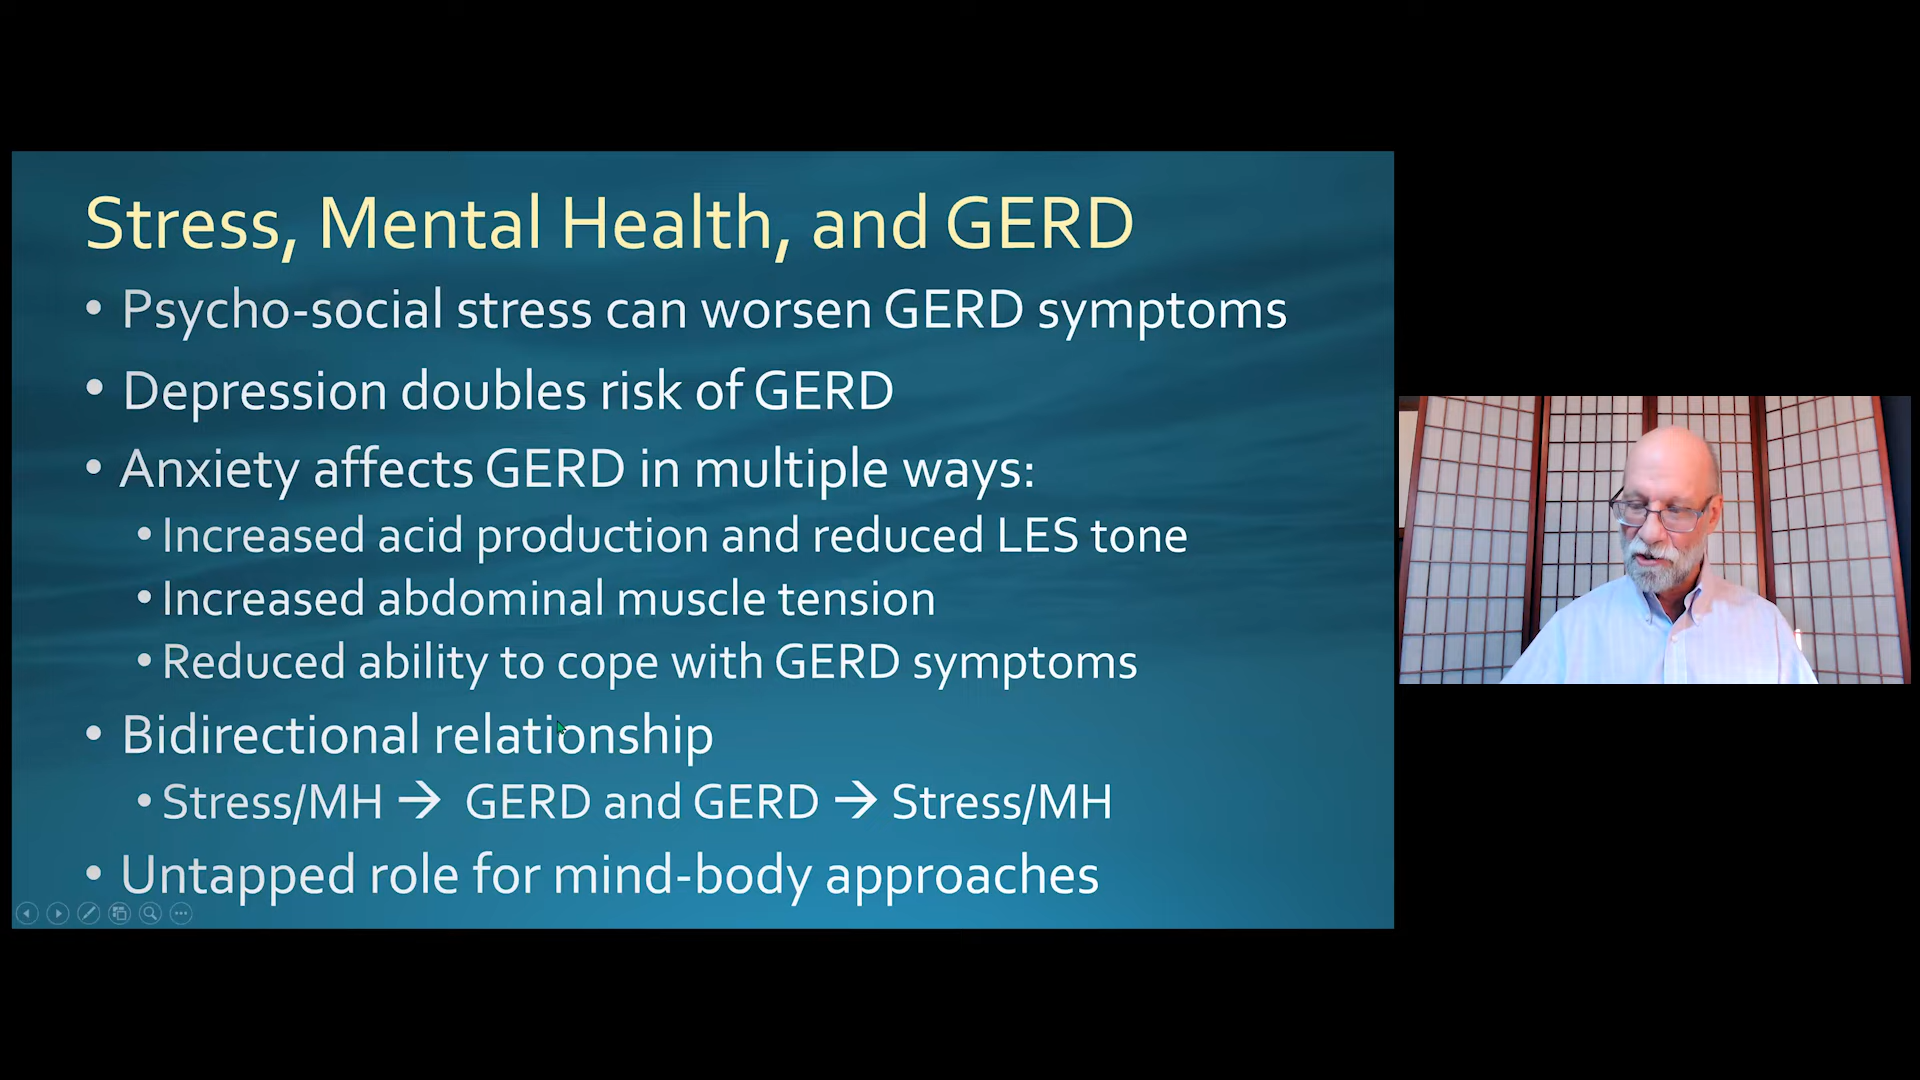 Stress, Mental Health, and GERD
• Psycho-social stress can worsen GERD symptoms
• Depression doubles risk of GERD
• Anxiety affects GERD in multiple ways:
• Increased acid production and reduced LES tone
• Increased abdominal muscle tension
• Reduced ability to cope with GERD symptoms
• Bidirectional relationship
• Stress/MH → GERD and GERD → Stress/MH
• Untapped role for mind-body approaches